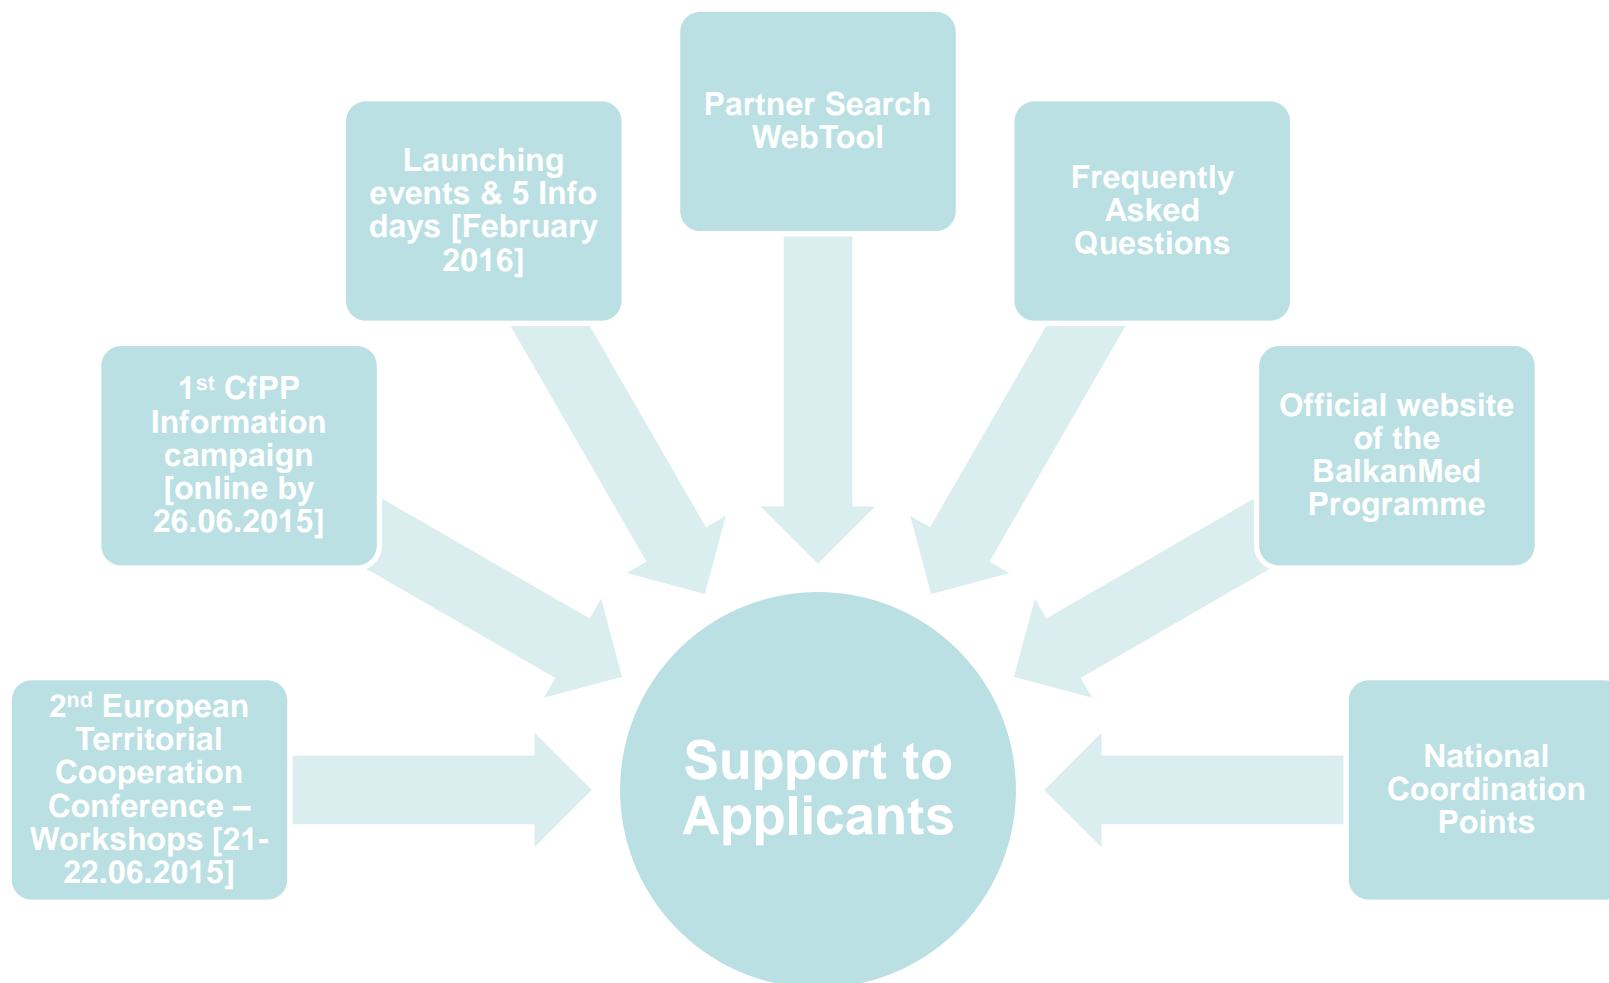 Partner Search
WebTool
Launching
events & 5 Info
days [February
2016]
Frequently
Asked
Questions
1st CfPP
Information
campaign
[online by
26.06.2015]
Official website
of the
BalkanMed
Programme
2nd European
Territorial
Cooperation
Conference –
Workshops [21-
22.06.2015]
Support to
Applicants
National
Coordination
Points